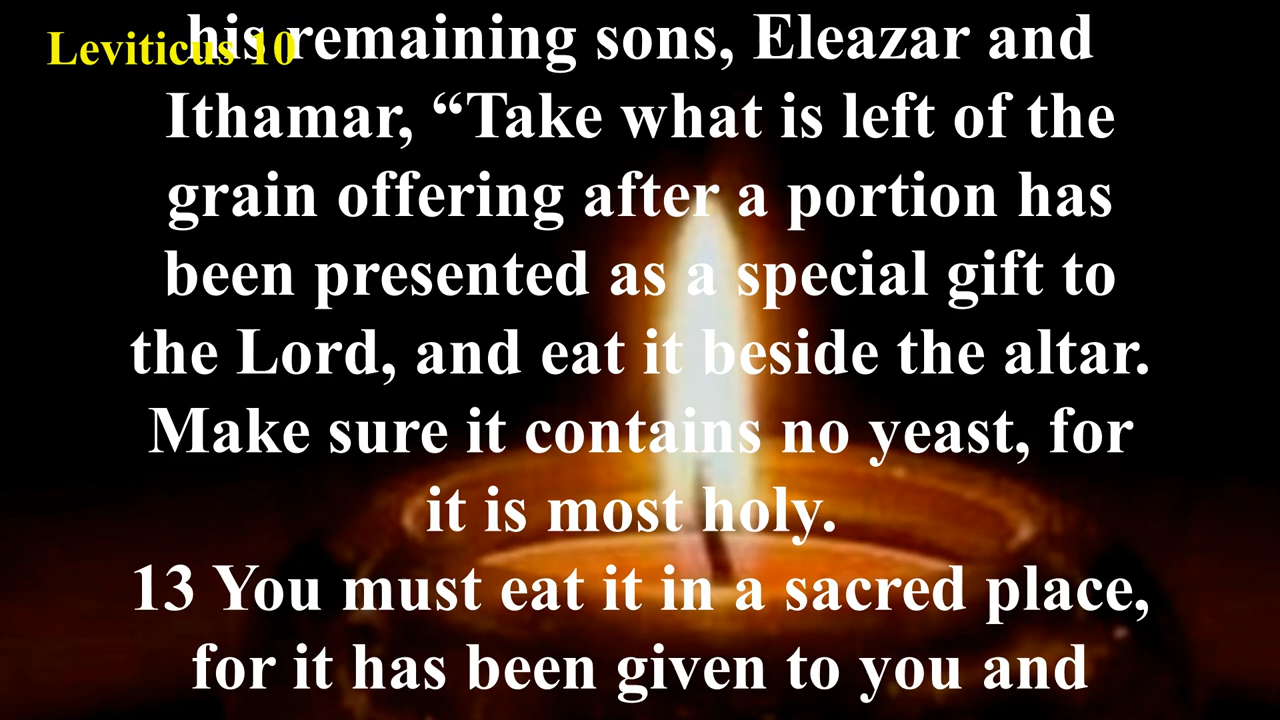 Leviticus 10
his remaining sons, Eleazar and
Ithamar, “Take what is left of the
grain offering after a portion has
been presented as a special gift to
the Lord, and eat it beside the altar.
Make sure it contains no yeast, for
it is most holy.
13 You must eat it in a sacred place,
for it has been given to you and